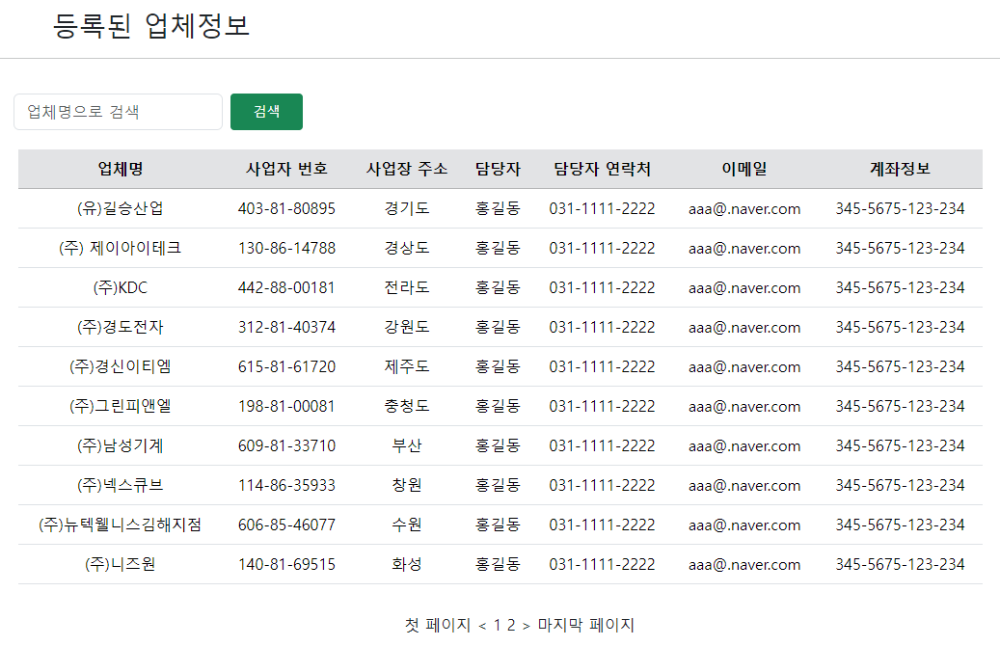 등록된 업체정보
업체명으로 검색 검색
업체명 사업자 번호 사업장 주소 담당자 담당자 연락처 이메일 계좌정보
(유)길승산업 403-81-80895 경기도 홍길동 031-1111-2222 aaa@.naver.com 345-5675-123-234
(주) 제이아이테크 130-86-14788 경상도 홍길동 031-1111-2222 aaa@.naver.com 345-5675-123-234
(주)KDC 442-88-00181 전라도 홍길동 031-1111-2222 aaa@.naver.com 345-5675-123-234
(주)경도전자 312-81-40374 강원도 홍길동 031-1111-2222 aaa@.naver.com 345-5675-123-234
(주)경신이티엠 615-81-61720 제주도 홍길동 031-1111-2222 aaa@.naver.com 345-5675-123-234
(주)그린피앤엘 198-81-00081 충청도 홍길동 031-1111-2222 aaa@.naver.com 345-5675-123-234
(주)남성기계 609-81-33710 부산 홍길동 031-1111-2222 aaa@.naver.com 345-5675-123-234
(주)넥스큐브 114-86-35933 창원 홍길동 031-1111-2222 aaa@.naver.com 345-5675-123-234
(주)뉴텍웰니스김해지점 606-85-46077 수원 홍길동 031-1111-2222 aaa@.naver.com 345-5675-123-234
(주)니즈원 140-81-69515 화성 홍길동 031-1111-2222 aaa@.naver.com 345-5675-123-234
첫 페이지 < 1 2 > 마지막 페이지